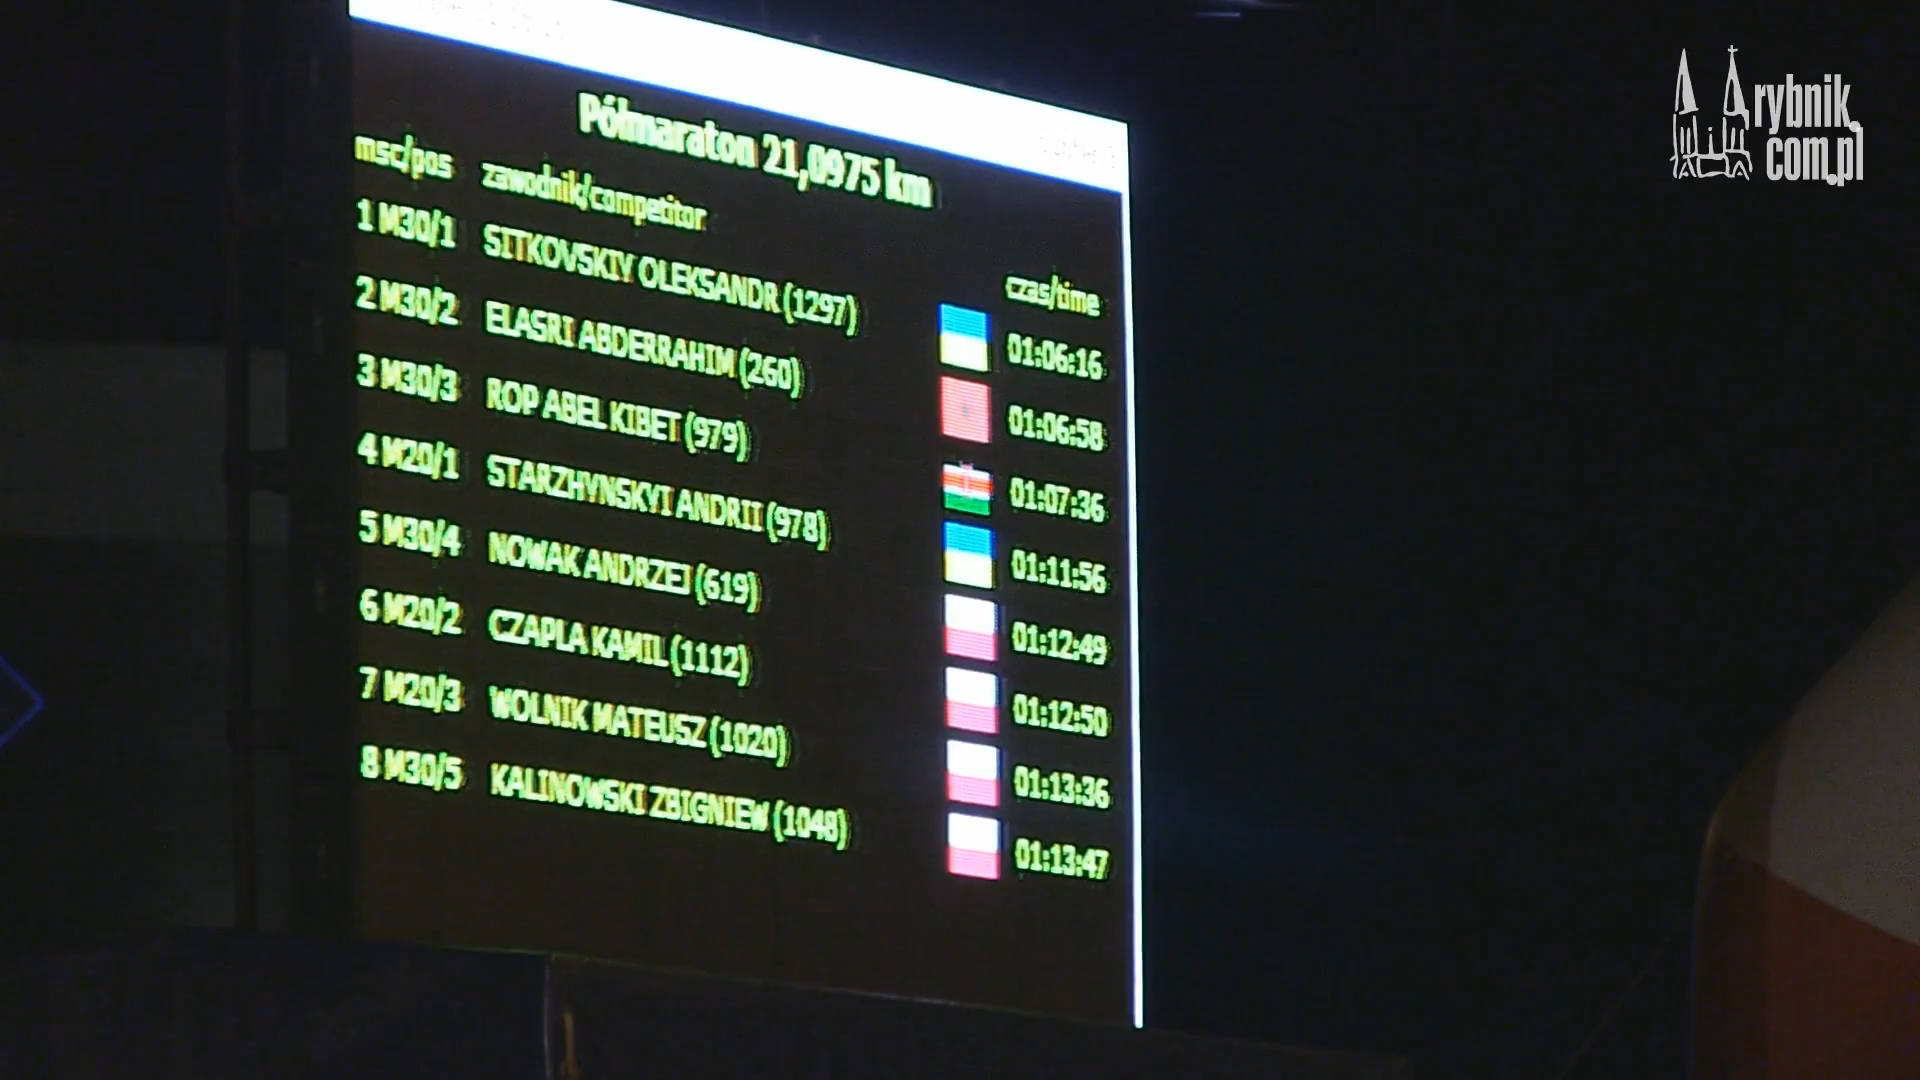 Półmaraton 21,0975 km
msc/pos zawodnik/competitor czas/time
1 M30/1 SITKOVSKIY OLEKSANDR (1297) 01:06:16
2 M30/2 ELASRI ABDERRAHIM (260) 01:06:58
3 M30/3 ROP ABEL KIBET (979) 01:07:36
4 M20/1 STARZHYNSKYI ANDRII (978) 01:11:56
5 M30/4 NOWAK ANDRZEJ (619) 01:12:49
6 M20/2 CZAPLA KAMIL (1112) 01:12:50
7 M20/3 WOLNIK MATEUSZ (1020) 01:13:36
8 M30/5 KALINOWSKI ZBIGNIEW (1048) 01:13:47
rybnik.
com.pl